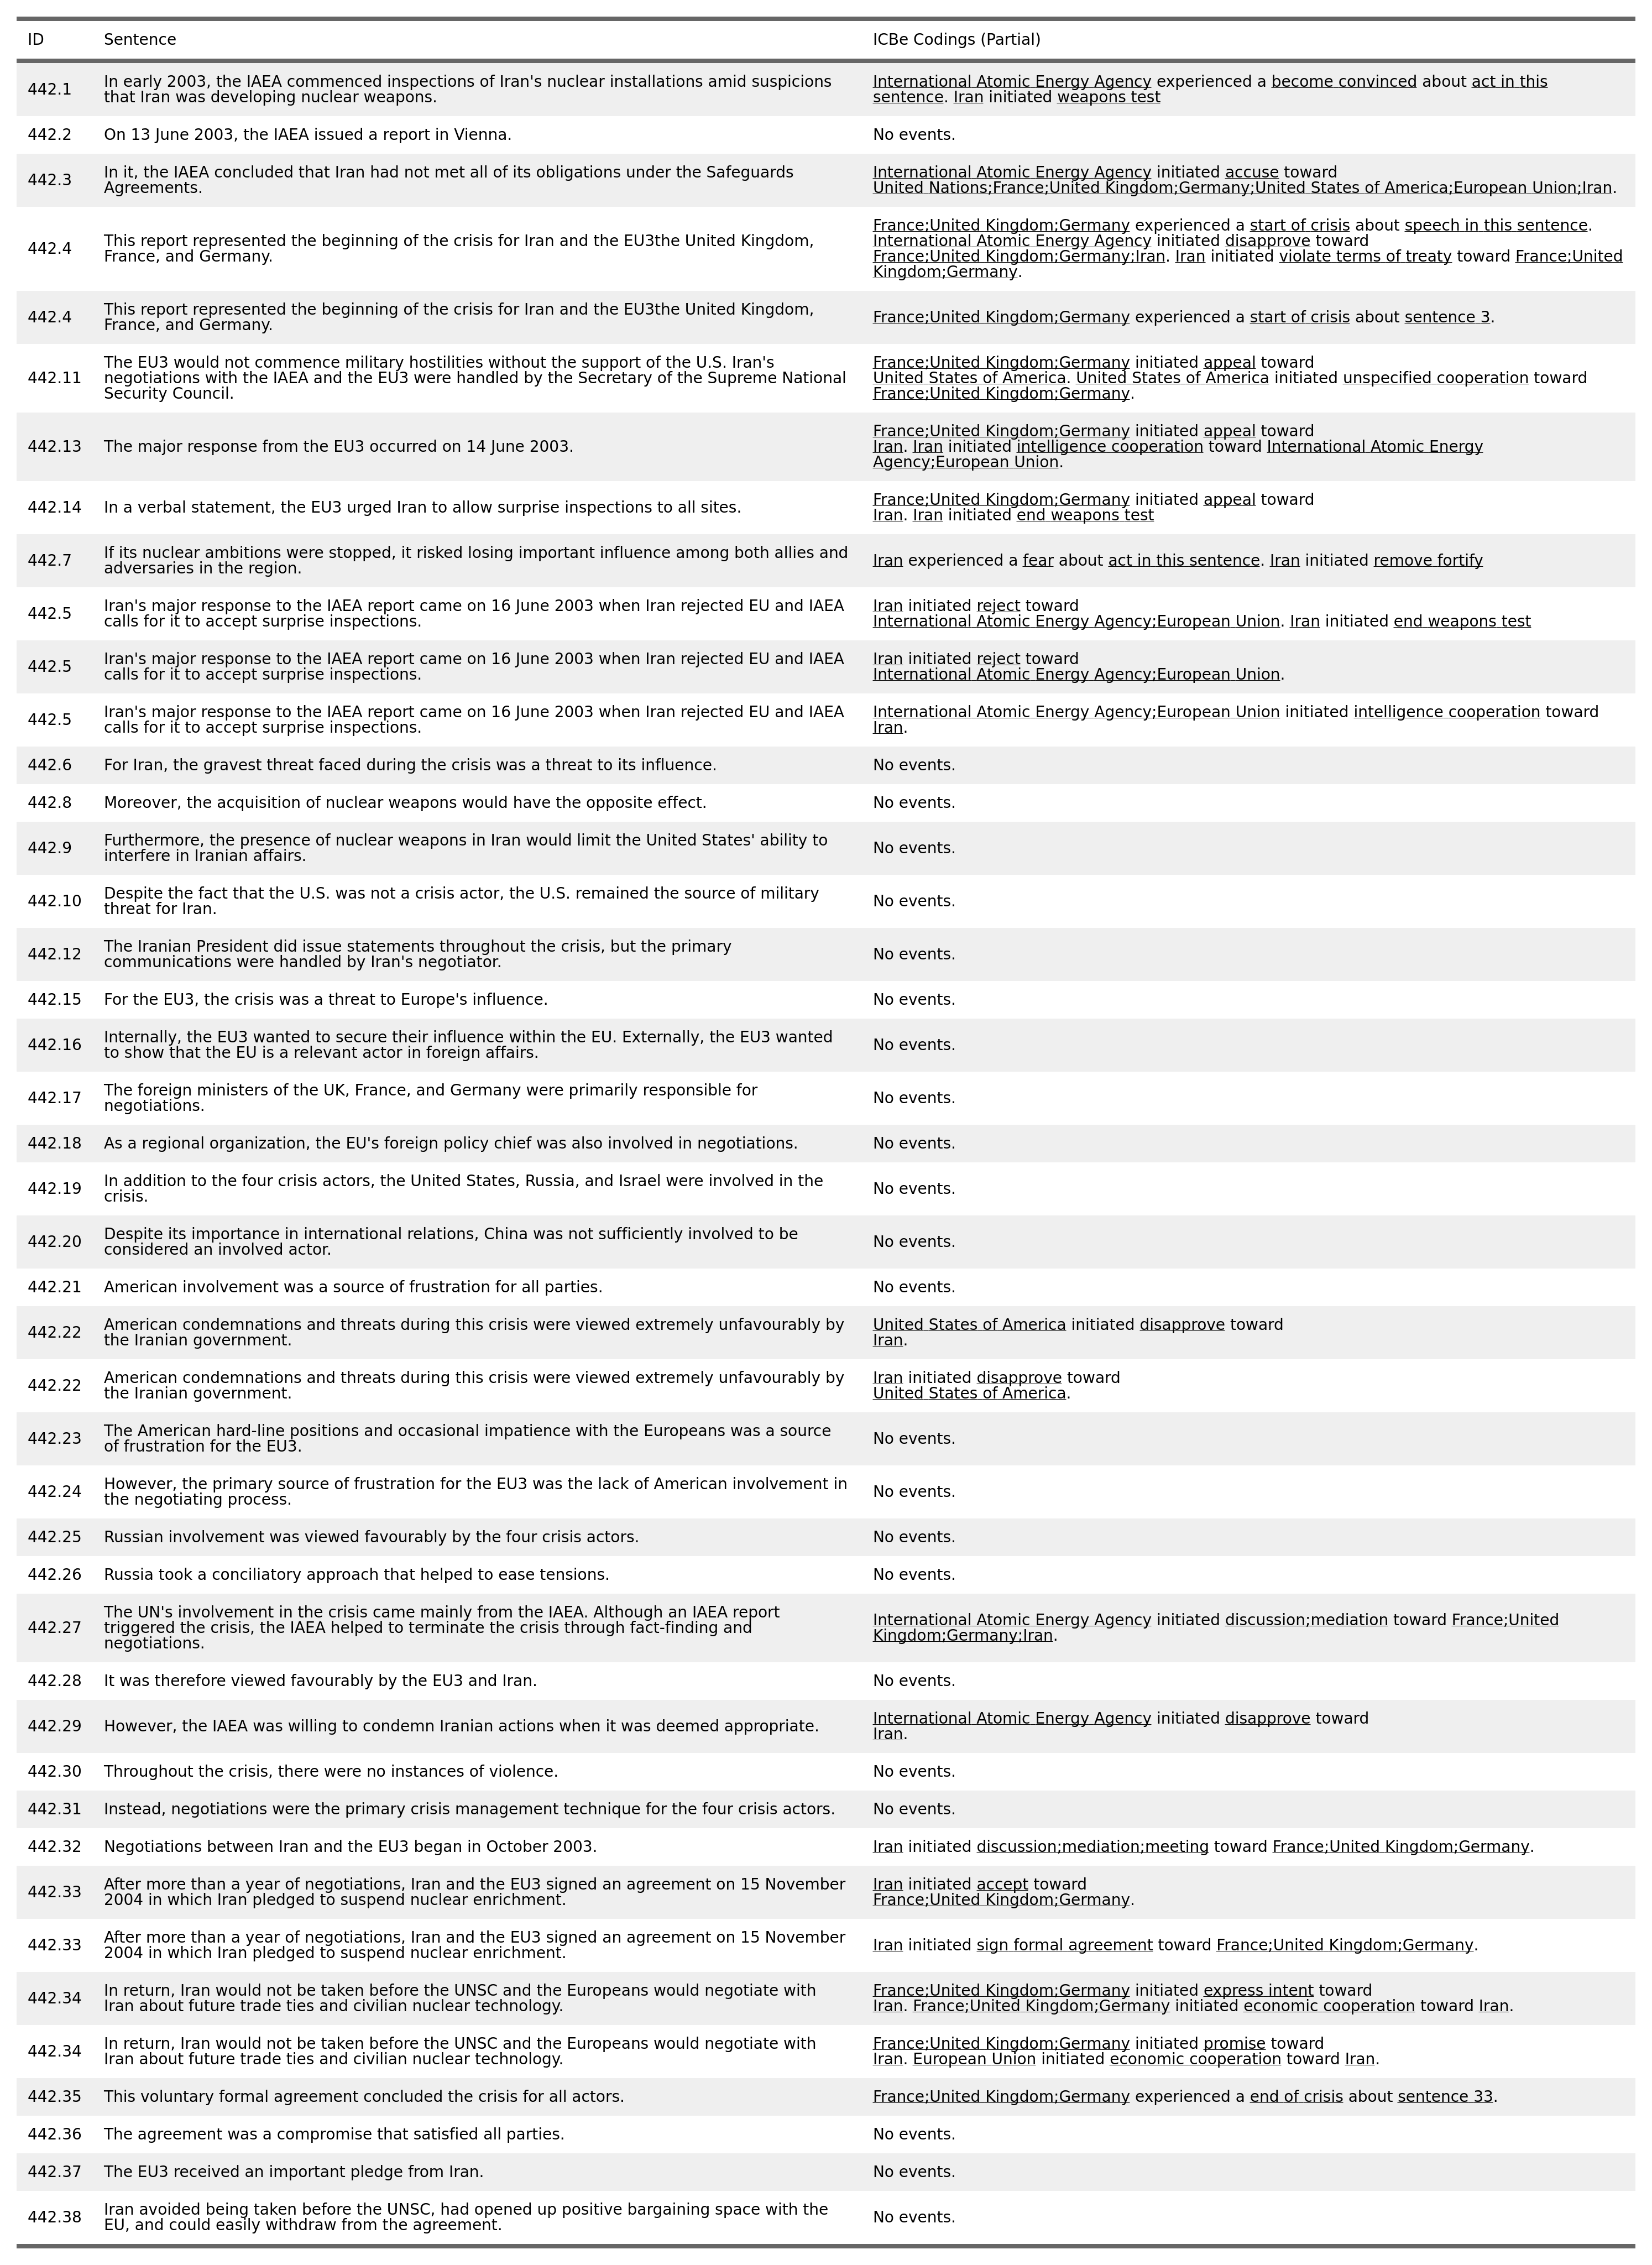 ID Sentence ICBe Codings (Partial)
442.1 In early 2003, the IAEA commenced inspections of Iran's nuclear installations amid suspicions International Atomic Energy Agency experienced a become convinced about act in this
that Iran was developing nuclear weapons. sentence. Iran initiated weapons test
442.2 On 13 June 2003, the IAEA issued a report in Vienna. No events.
442.3 In it, the IAEA concluded that Iran had not met all of its obligations under the Safeguards International Atomic Energy Agency initiated accuse toward
Agreements. United Nations;France;United Kingdom;Germany;United States of America;European Union;Iran.
France;United Kingdom;Germany experienced a start of crisis about speech in this sentence.
442.4 This report represented the beginning of the crisis for Iran and the EU3the United Kingdom, International Atomic Energy Agency initiated disapprove toward
France, and Germany. France;United Kingdom;Germany;Iran. Iran initiated violate terms of treaty toward France;United
Kingdom;Germany.
442.4 This report represented the beginning of the crisis for Iran and the EU3the United Kingdom, France;United Kingdom;Germany experienced a start of crisis about sentence 3.
France, and Germany.
The EU3 would not commence military hostilities without the support of the U.S. Iran's France;United Kingdom;Germany initiated appeal toward
442.11 negotiations with the IAEA and the EU3 were handled by the Secretary of the Supreme National United States of America. United States of America initiated unspecified cooperation toward
Security Council. France;United Kingdom;Germany.
France;United Kingdom;Germany initiated appeal toward
442.13 The major response from the EU3 occurred on 14 June 2003. Iran. Iran initiated intelligence cooperation toward International Atomic Energy
Agency;European Union.
442.14 In a verbal statement, the EU3 urged Iran to allow surprise inspections to all sites. France;United Kingdom;Germany initiated appeal toward
Iran. Iran initiated end weapons test
442.7 If its nuclear ambitions were stopped, it risked losing important influence among both allies and Iran experienced a fear about act in this sentence. Iran initiated remove fortify
adversaries in the region.
442.5 Iran's major response to the IAEA report came on 16 June 2003 when Iran rejected EU and IAEA Iran initiated reject toward
calls for it to accept surprise inspections. International Atomic Energy Agency;European Union. Iran initiated end weapons test
442.5 Iran's major response to the IAEA report came on 16 June 2003 when Iran rejected EU and IAEA Iran initiated reject toward
calls for it to accept surprise inspections. International Atomic Energy Agency;European Union.
442.5 Iran's major response to the IAEA report came on 16 June 2003 when Iran rejected EU and IAEA International Atomic Energy Agency;European Union initiated intelligence cooperation toward
calls for it to accept surprise inspections. Iran.
442.6 For Iran, the gravest threat faced during the crisis was a threat to its influence. No events.
442.8 Moreover, the acquisition of nuclear weapons would have the opposite effect. No events.
442.9 Furthermore, the presence of nuclear weapons in Iran would limit the United States' ability to No events.
interfere in Iranian affairs.
442.10 Despite the fact that the U.S. was not a crisis actor, the U.S. remained the source of military No events.
threat for Iran.
442.12 The Iranian President did issue statements throughout the crisis, but the primary No events.
communications were handled by Iran's negotiator.
442.15 For the EU3, the crisis was a threat to Europe's influence. No events.
442.16 Internally, the EU3 wanted to secure their influence within the EU. Externally, the EU3 wanted No events.
to show that the EU is a relevant actor in foreign affairs.
442.17 The foreign ministers of the UK, France, and Germany were primarily responsible for No events.
negotiations.
442.18 As a regional organization, the EU's foreign policy chief was also involved in negotiations. No events.
442.19 In addition to the four crisis actors, the United States, Russia, and Israel were involved in the No events.
crisis.
442.20 Despite its importance in international relations, China was not sufficiently involved to be No events.
considered an involved actor.
442.21 American involvement was a source of frustration for all parties. No events.
442.22 American condemnations and threats during this crisis were viewed extremely unfavourably by United States of America initiated disapprove toward
the Iranian government. Iran.
442.22 American condemnations and threats during this crisis were viewed extremely unfavourably by Iran initiated disapprove toward
the Iranian government. United States of America.
442.23 The American hard-line positions and occasional impatience with the Europeans was a source No events.
of frustration for the EU3.
442.24 However, the primary source of frustration for the EU3 was the lack of American involvement in No events.
the negotiating process.
442.25 Russian involvement was viewed favourably by the four crisis actors. No events.
442.26 Russia took a conciliatory approach that helped to ease tensions. No events.
The UN's involvement in the crisis came mainly from the IAEA. Although an IAEA report International Atomic Energy Agency initiated discussion;mediation toward France;United
442.27 triggered the crisis, the IAEA helped to terminate the crisis through fact-finding and Kingdom;Germany;Iran.
negotiations.
442.28 It was therefore viewed favourably by the EU3 and Iran. No events.
442.29 However, the IAEA was willing to condemn Iranian actions when it was deemed appropriate. International Atomic Energy Agency initiated disapprove toward
Iran.
442.30 Throughout the crisis, there were no instances of violence. No events.
442.31 Instead, negotiations were the primary crisis management technique for the four crisis actors. No events.
442.32 Negotiations between Iran and the EU3 began in October 2003. Iran initiated discussion;mediation;meeting toward France;United Kingdom;Germany.
442.33 After more than a year of negotiations, Iran and the EU3 signed an agreement on 15 November Iran initiated accept toward
2004 in which Iran pledged to suspend nuclear enrichment. France;United Kingdom;Germany.
442.33 After more than a year of negotiations, Iran and the EU3 signed an agreement on 15 November Iran initiated sign formal agreement toward France;United Kingdom;Germany.
2004 in which Iran pledged to suspend nuclear enrichment.
442.34 In return, Iran would not be taken before the UNSC and the Europeans would negotiate with France;United Kingdom;Germany initiated express intent toward
Iran about future trade ties and civilian nuclear technology. Iran. France;United Kingdom;Germany initiated economic cooperation toward Iran.
442.34 In return, Iran would not be taken before the UNSC and the Europeans would negotiate with France;United Kingdom;Germany initiated promise toward
Iran about future trade ties and civilian nuclear technology. Iran. European Union initiated economic cooperation toward Iran.
442.35 This voluntary formal agreement concluded the crisis for all actors. France;United Kingdom;Germany experienced a end of crisis about sentence 33.
442.36 The agreement was a compromise that satisfied all parties. No events.
442.37 The EU3 received an important pledge from Iran. No events.
442.38 Iran avoided being taken before the UNSC, had opened up positive bargaining space with the No events.
EU, and could easily withdraw from the agreement.